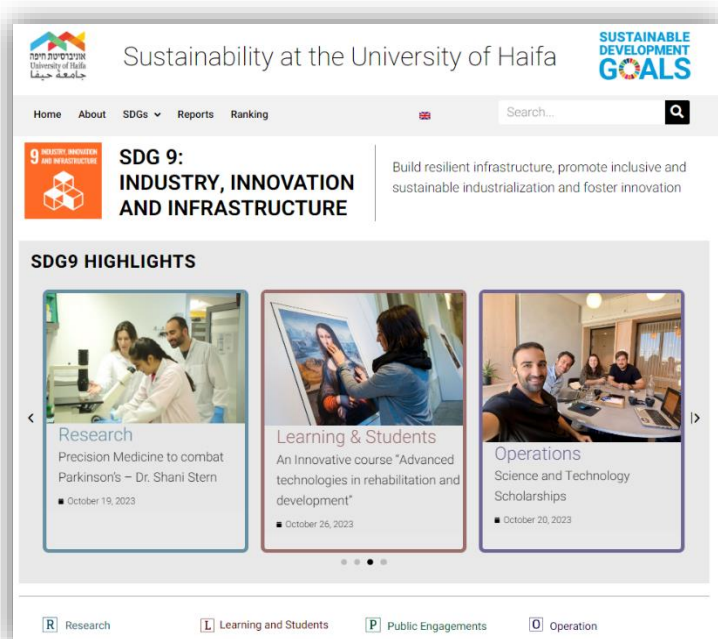 אוניברסיטת חיפה
University of Haifa
جامعة حيفا
Sustainability at the University of Haifa
SUSTAINABLE
DEVELOPMENT
GOALS
Home About SDGs Reports Ranking
Search...
9 INDUSTRY, INNOVATION
AND INFRASTRUCTURE
SDG 9:
INDUSTRY, INNOVATION
AND INFRASTRUCTURE
Build resilient infrastructure, promote inclusive and
sustainable industrialization and foster innovation
SDG9 HIGHLIGHTS
Research
Precision Medicine to combat
Parkinson's – Dr. Shani Stern
October 19, 2023
Learning & Students
An Innovative course "Advanced
technologies in rehabilitation and
development"
October 26, 2023
Operations
Science and Technology
Scholarships
October 20, 2023
R Research
L Learning and Students
P Public Engagements
O Operation